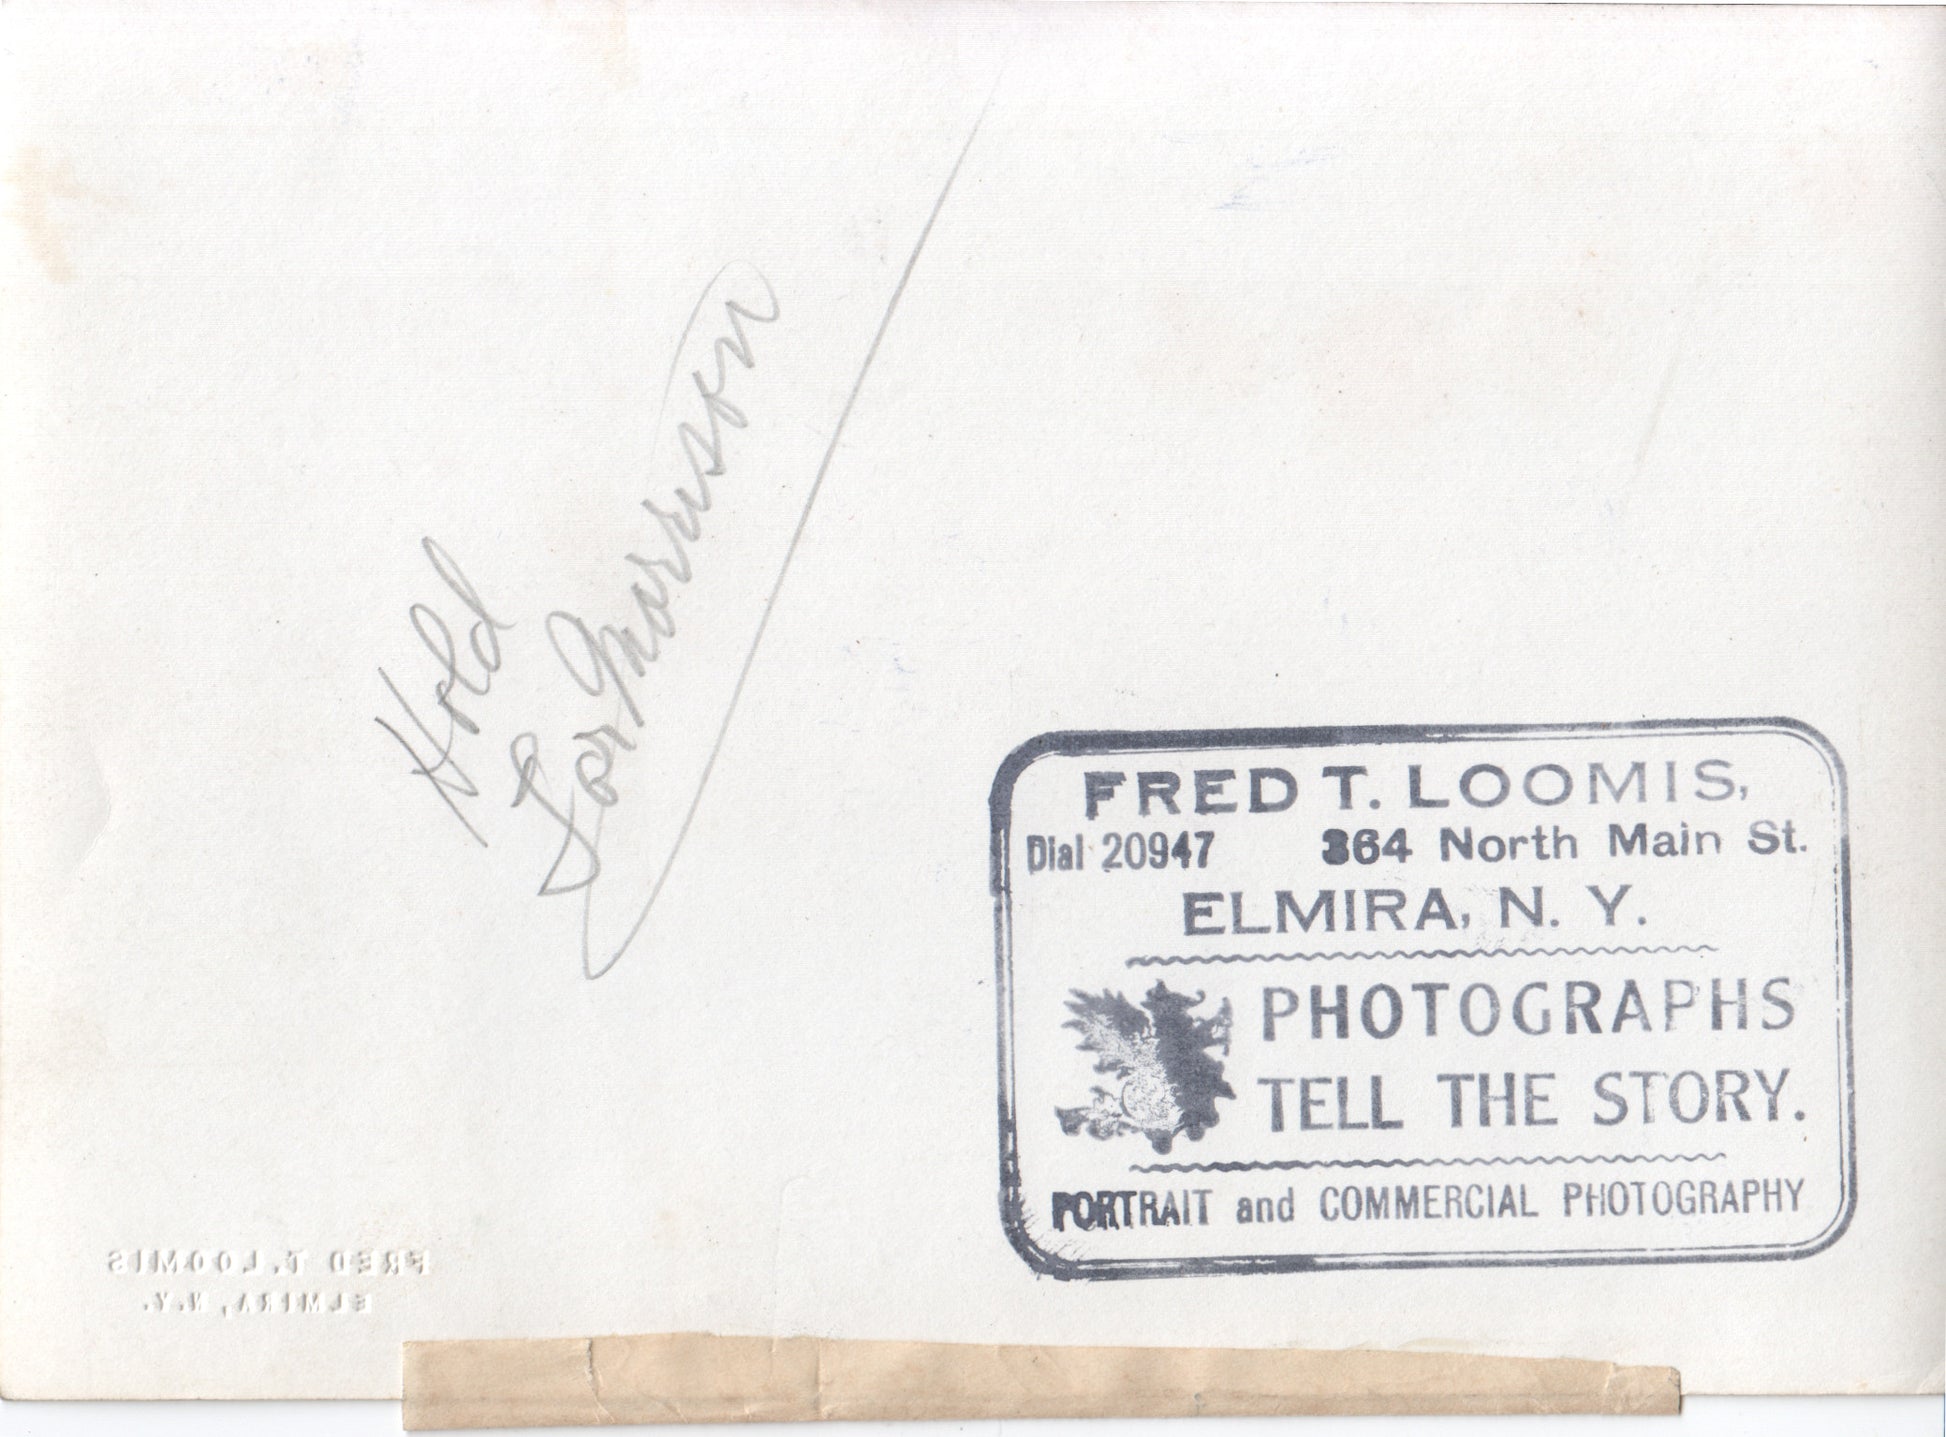 Hold
for Morrison
FRED T. LOOMIS,
Dial 20947 364 North Main St.
ELMIRA, N. Y.
PHOTOGRAPHS
TELL THE STORY.
PORTRAIT and COMMERCIAL PHOTOGRAPHY
FRED T. LOOMIS
ELMIRA, N.Y.